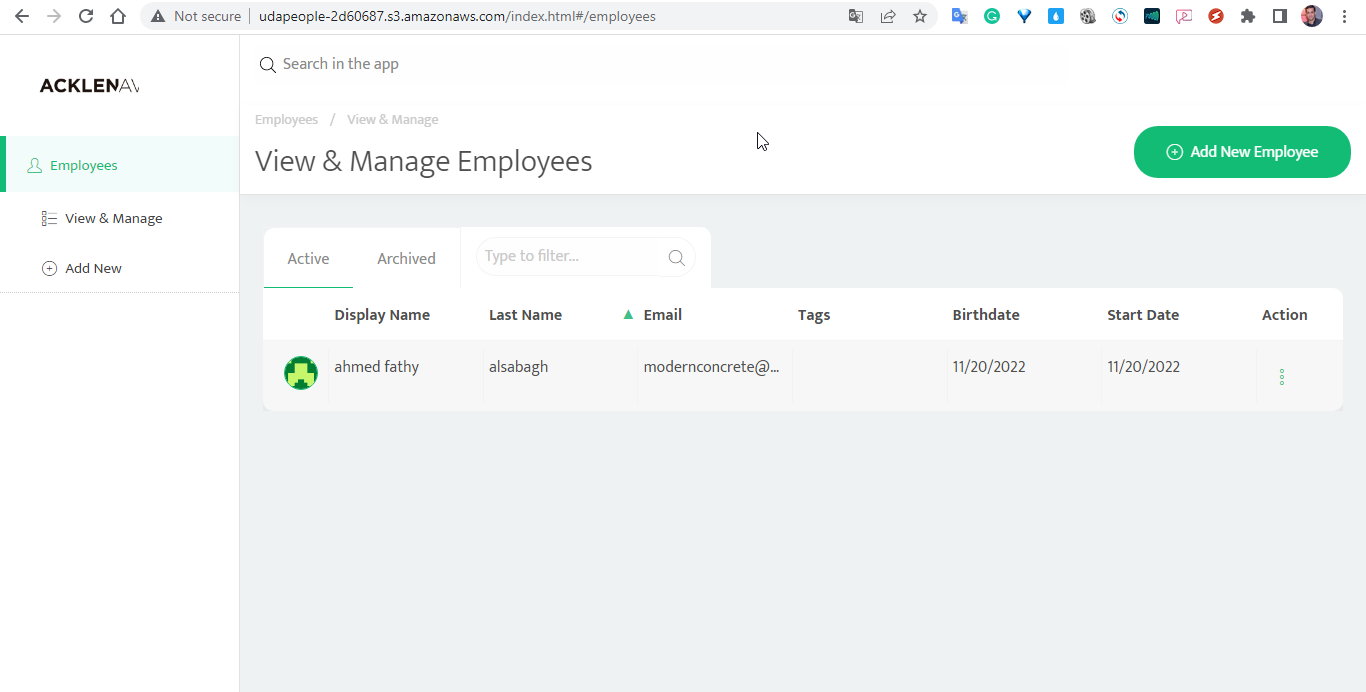 Not secure | udapeople-2d60687.s3.amazonaws.com/index.html#/employees
ACKLENAV
Search in the app
Employees / View & Manage
View & Manage Employees
Add New Employee
Employees
View & Manage
Add New
Active Archived Type to filter...
Display Name Last Name ▲ Email Tags Birthdate Start Date Action
ahmed fathy alsabagh modernconcrete@... 11/20/2022 11/20/2022